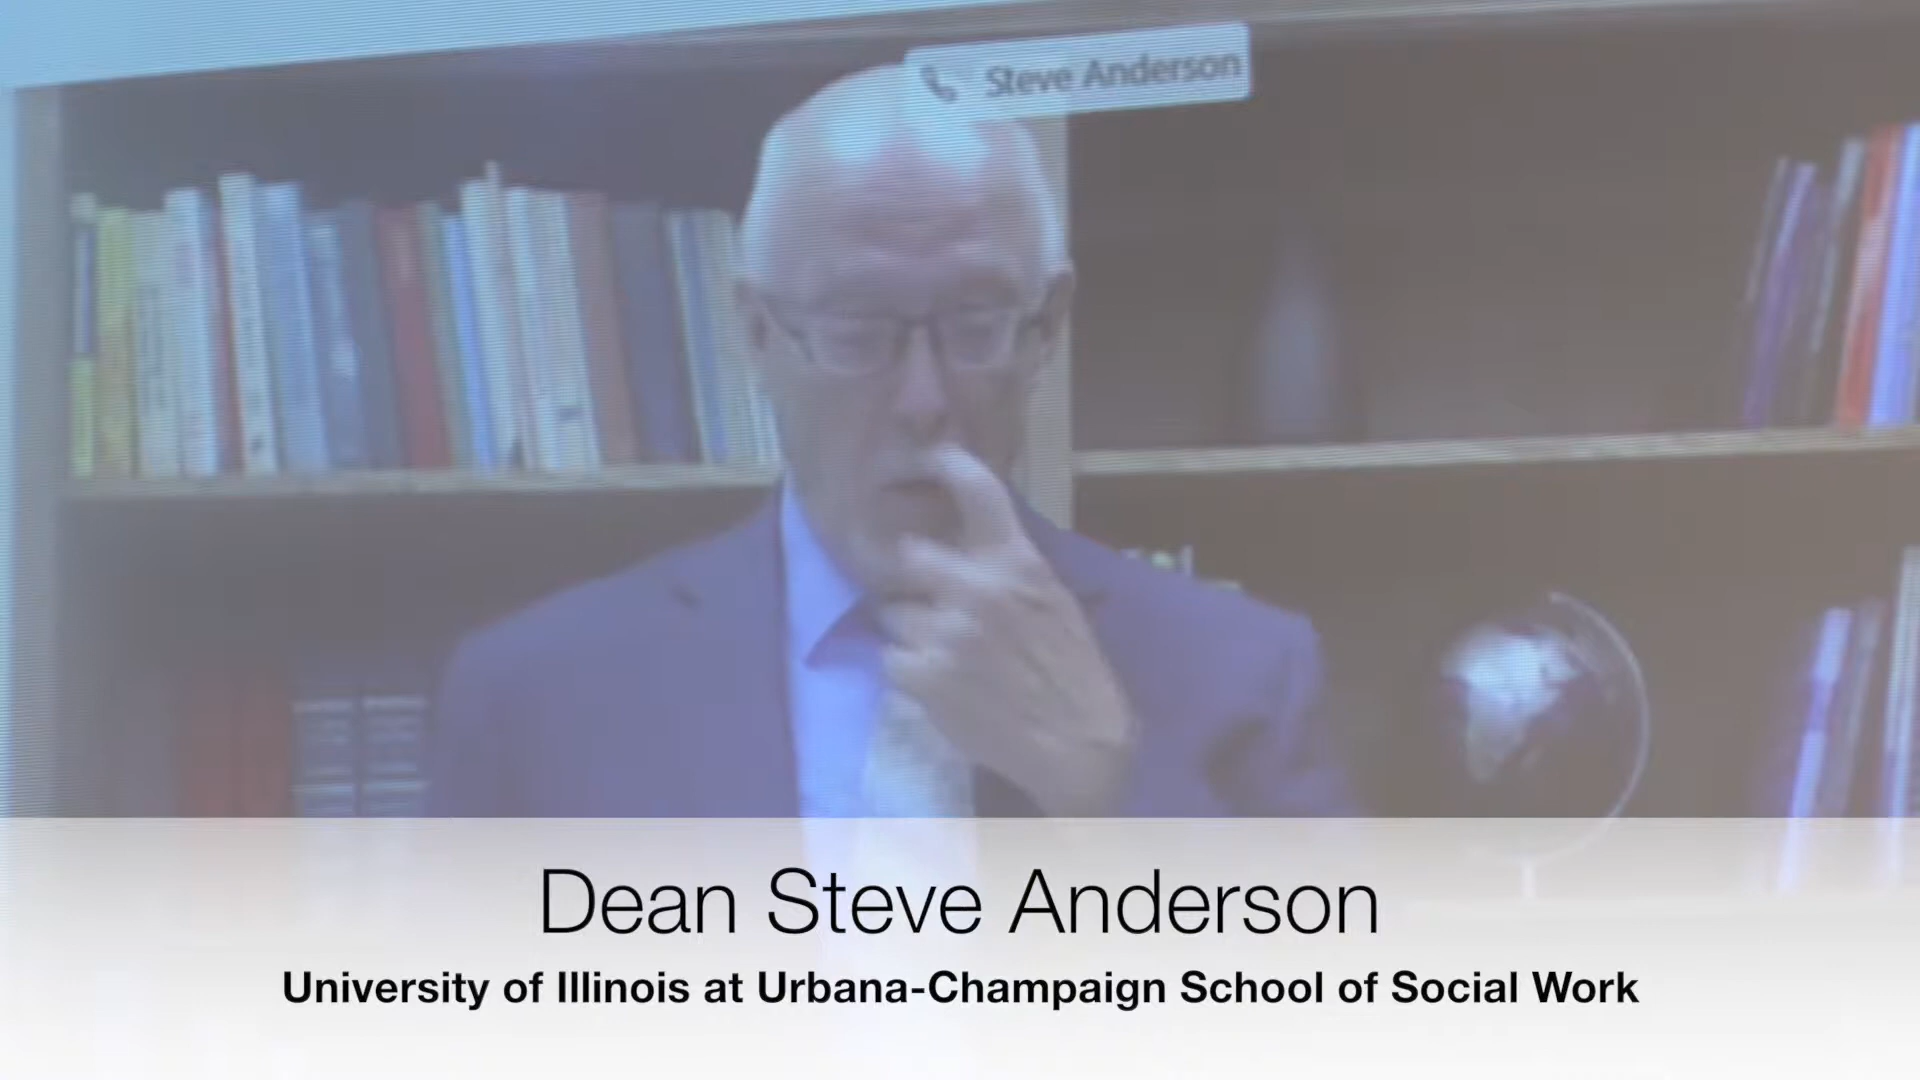 Steve Anderson
Dean Steve Anderson
University of Illinois at Urbana-Champaign School of Social Work